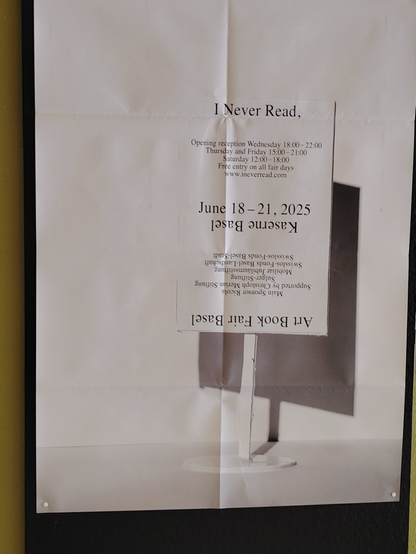 I Never Read,
Opening reception Wednesday 18:00–22:00
Thursday and Friday 15:00–21:00
Saturday 12:00–18:00
Free entry on all fair days
www.ineverread.com
June 18–21, 2025
Kaserne Basel
Swisslos-Fonds Basel-Stadt
Swisslos-Fonds Basel-Landschaft
Mobiliar Jubiläumsstiftung
Sulger-Stiftung
Supported by Christoph Merian Stiftung
Main Sponsor Ricola
Art Book Fair Basel